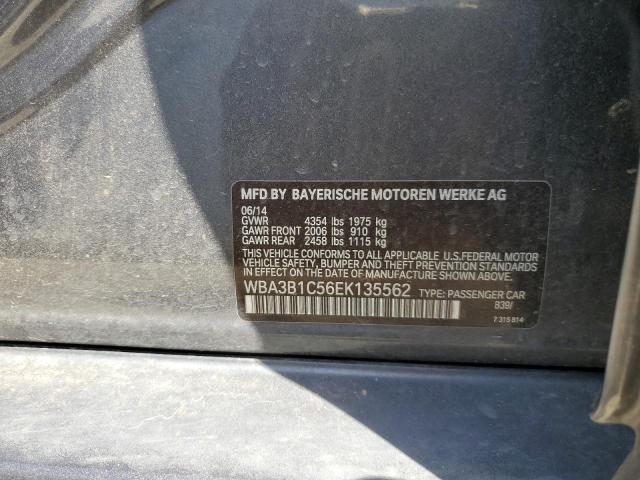 MFD BY BAYERISCHE MOTOREN WERKE AG
06/14
GVWR 4354 lbs 1975 kg
GAWR FRONT 2006 lbs 910 kg
GAWR REAR 2458 lbs 1115 kg
THIS VEHICLE CONFORMS TO ALL APPLICABLE U.S.FEDERAL MOTOR
VEHICLE SAFETY, BUMPER AND THEFT PREVENTION STANDARDS
IN EFFECT ON THE DATE OF MANUFACTURE SHOWN ABOVE.
WBA3B1C56EK135562 TYPE: PASSENGER CAR
839/
7 315 814